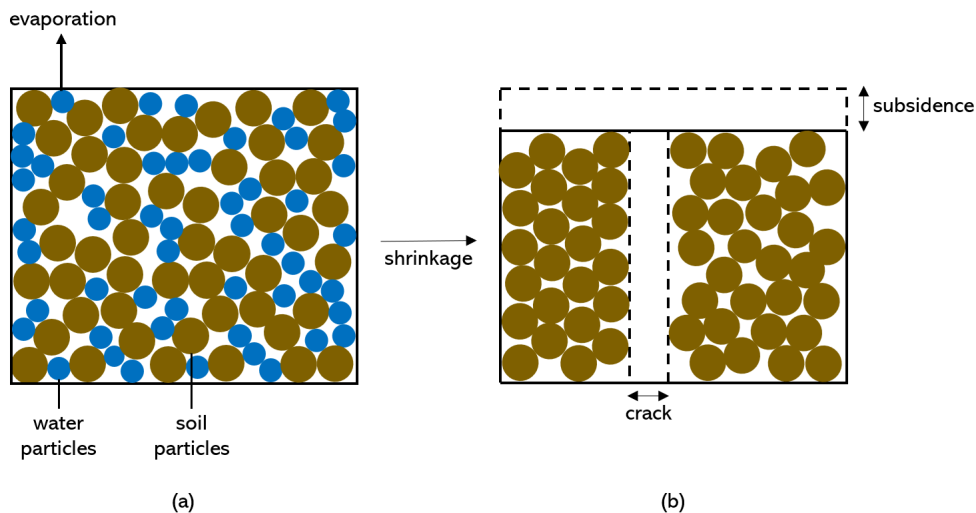 evaporation
subsidence
shrinkage
crack
water
particles
soil
particles
(a)
(b)